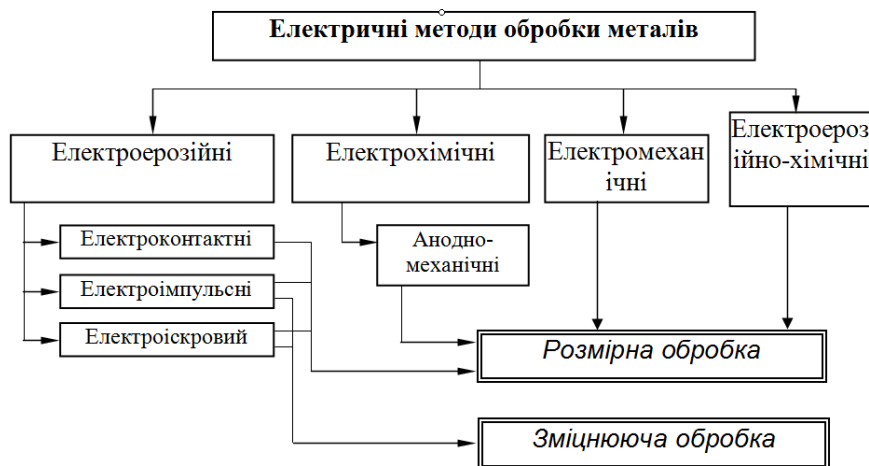 Електричні методи обробки металів
Електроерозійні
Електрохімічні
Електромехан
ічні
Електроероз
ійно-хімічні
Електроконтактні
Електроімпульсні
Електроіскровий
Анодно-
механічні
Розмірна обробка
Зміцнююча обробка